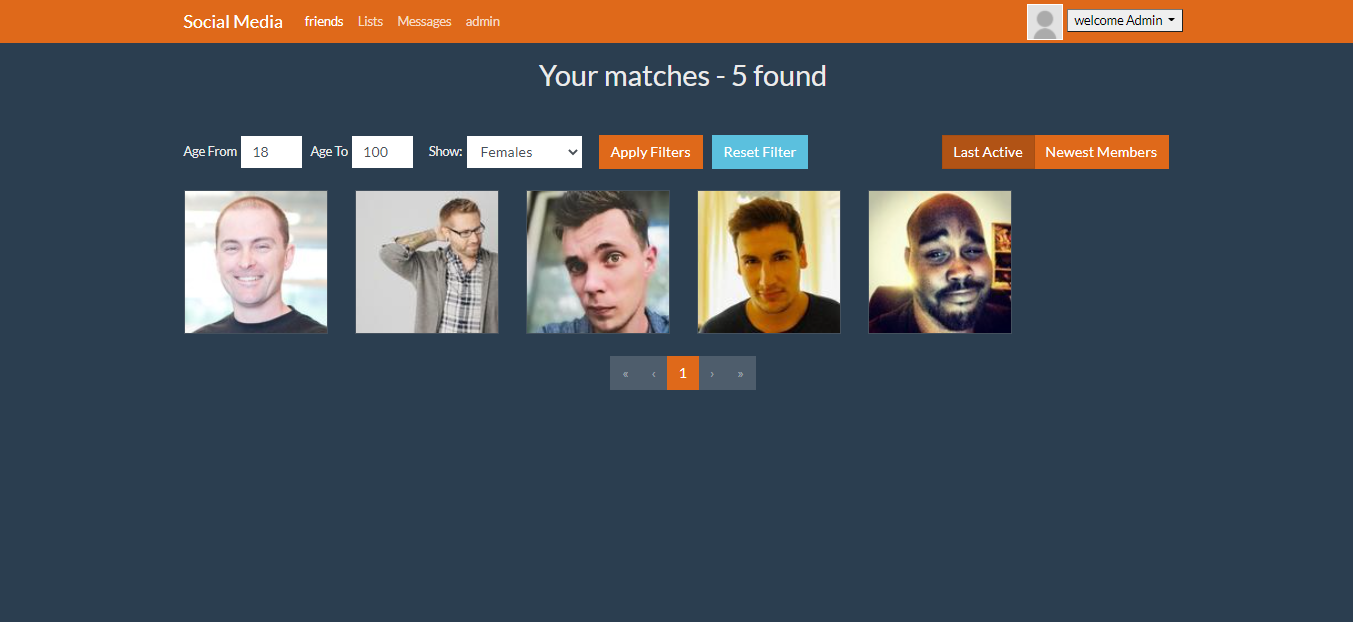 Social Media friends Lists Messages admin welcome Admin
Your matches - 5 found
Age From 18 Age To 100 Show: Females Apply Filters Reset Filter Last Active Newest Members
« ‹ 1 › »